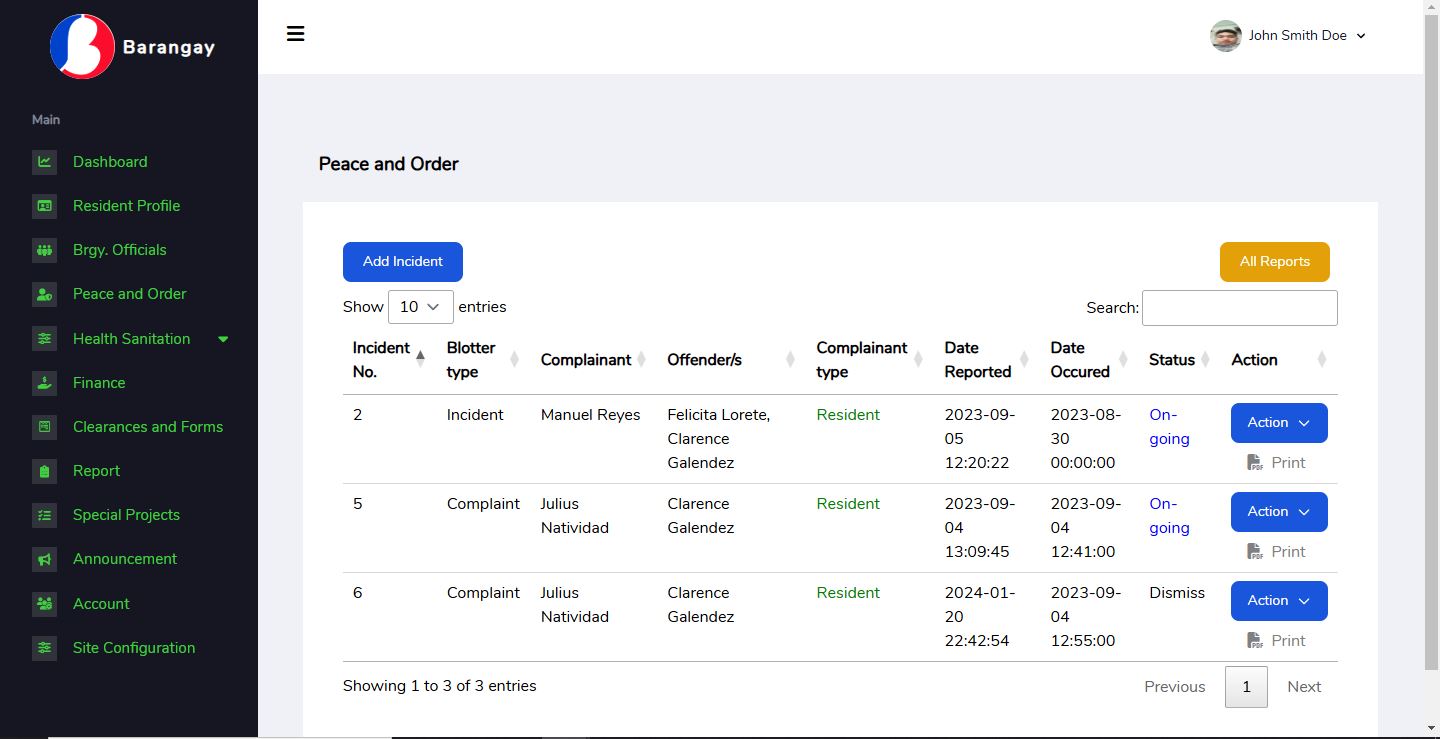 Barangay
John Smith Doe
Main
Dashboard
Resident Profile
Brgy. Officials
Peace and Order
Health Sanitation
Finance
Clearances and Forms
Report
Special Projects
Announcement
Account
Site Configuration
Peace and Order
Add Incident
All Reports
Show 10 entries
Search:
Incident No.
Blotter type
Complainant
Offender/s
Complainant type
Date Reported
Date Occured
Status
Action
2
Incident
Manuel Reyes
Felicita Lorete,
Clarence
Galendez
Resident
2023-09-
05
12:20:22
2023-08-
30
00:00:00
On-
going
Action
PDF Print
5
Complaint
Julius
Natividad
Clarence
Galendez
Resident
2023-09-
04
13:09:45
2023-09-
04
12:41:00
On-
going
Action
PDF Print
6
Complaint
Julius
Natividad
Clarence
Galendez
Resident
2024-01-
20
22:42:54
2023-09-
04
12:55:00
Dismiss
Action
PDF Print
Showing 1 to 3 of 3 entries
Previous 1 Next